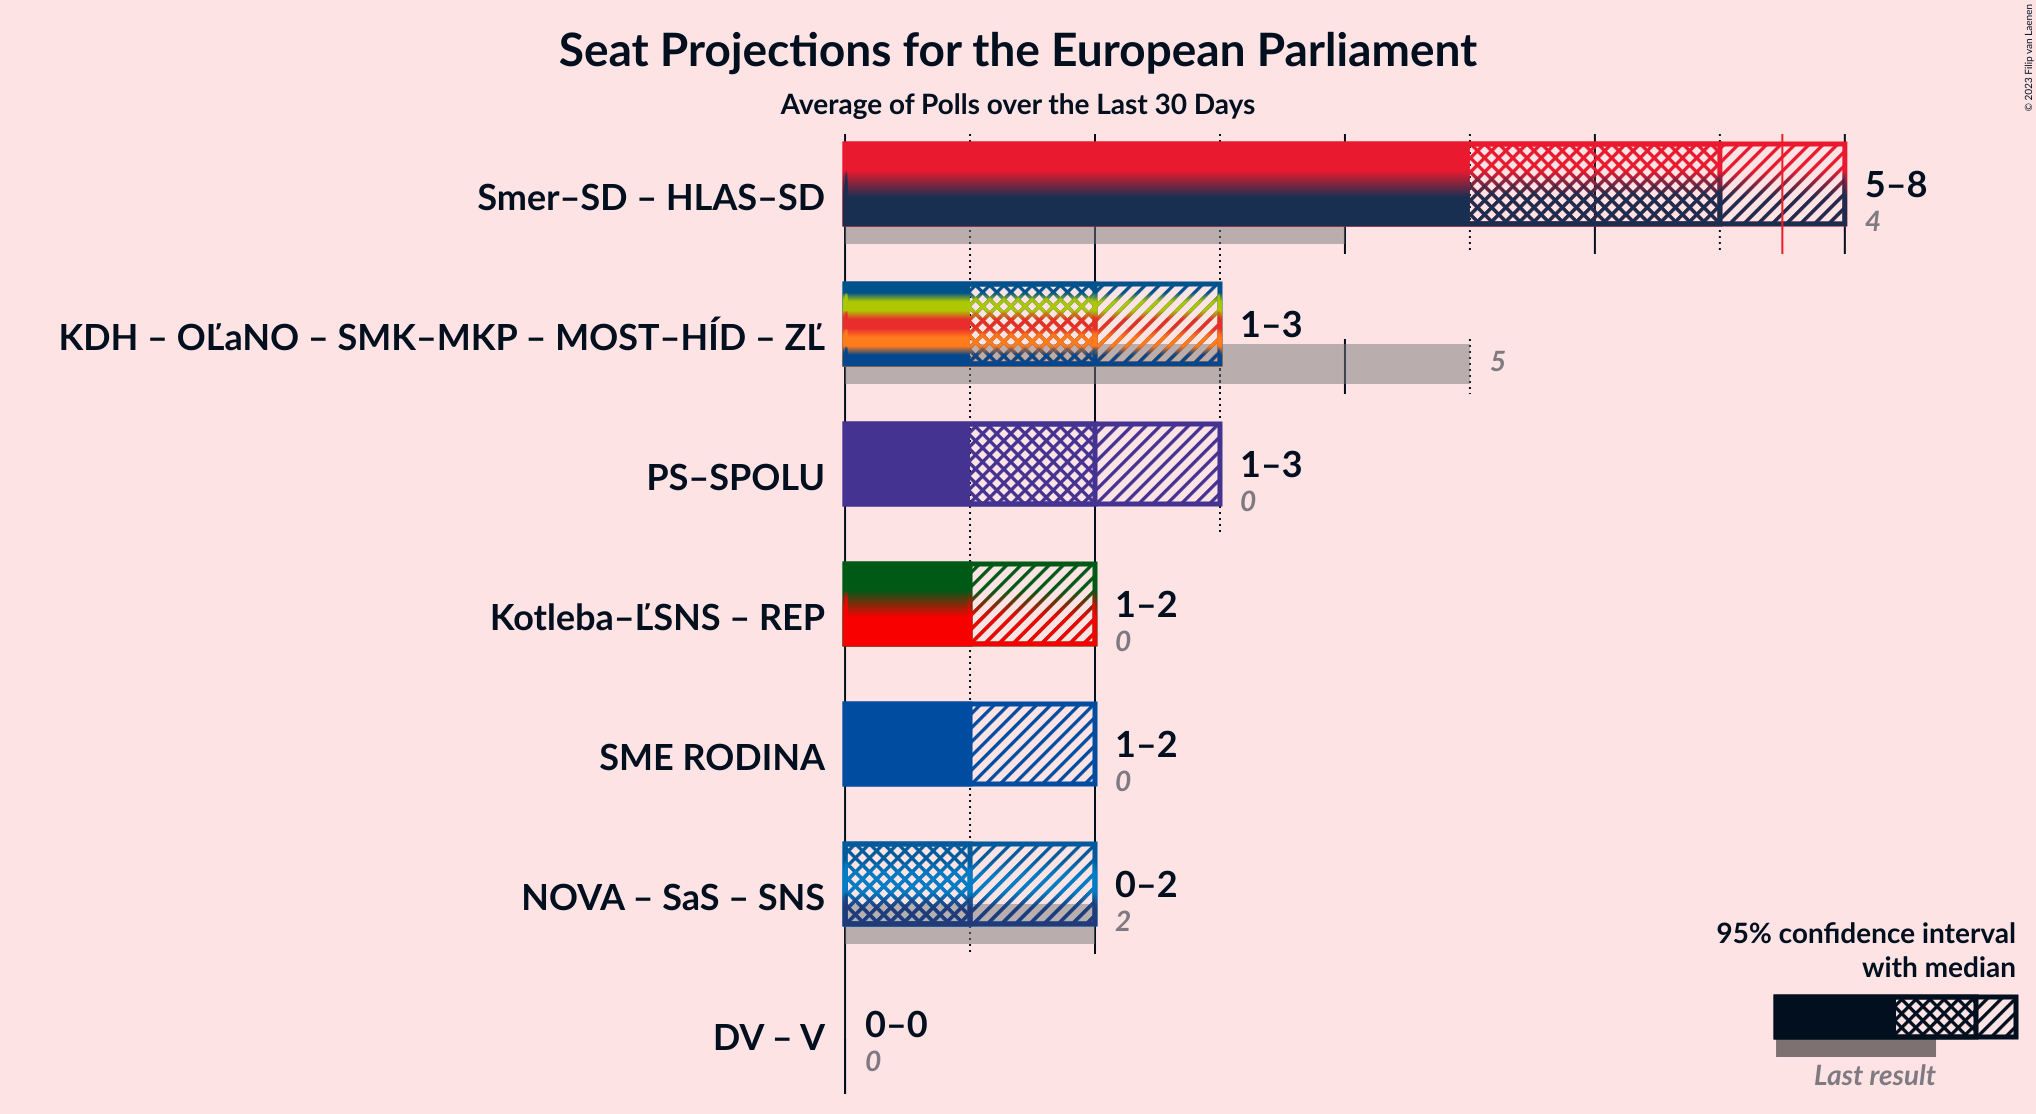 Seat Projections for the European Parliament
Average of Polls over the Last 30 Days
© 2023 Filip van Laenen
Smer–SD – HLAS–SD
5–8
4
KDH – OĽaNO – SMK–MKP – MOST–HÍD – ZĽ
1–3
5
PS–SPOLU
1–3
0
Kotleba–ĽSNS – REP
1–2
0
SME RODINA
1–2
0
NOVA – SaS – SNS
0–2
2
DV – V
0–0
0
95% confidence interval
with median
Last result